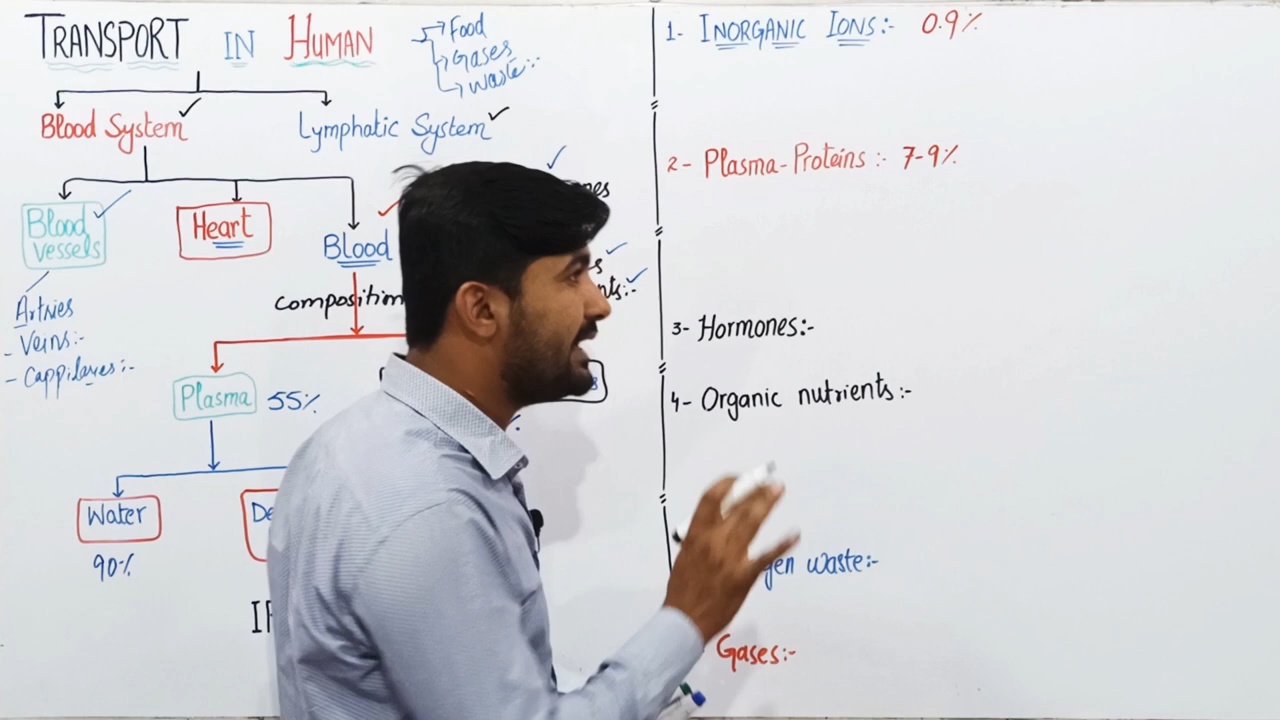 TRANSPORT IN HUMAN
Food
Gases
Waste:-
Blood System
Lymphatic System
Blood vessels
Heart
Blood
Artries
- Veins:-
- Cappilaries:-
composition
Plasma 55%
Water
90%
1- INORGANIC IONS:- 0.9%
2- Plasma-Proteins:- 7-9%
3- Hormones:-
4- Organic nutrients:-
waste:-
Gases:-